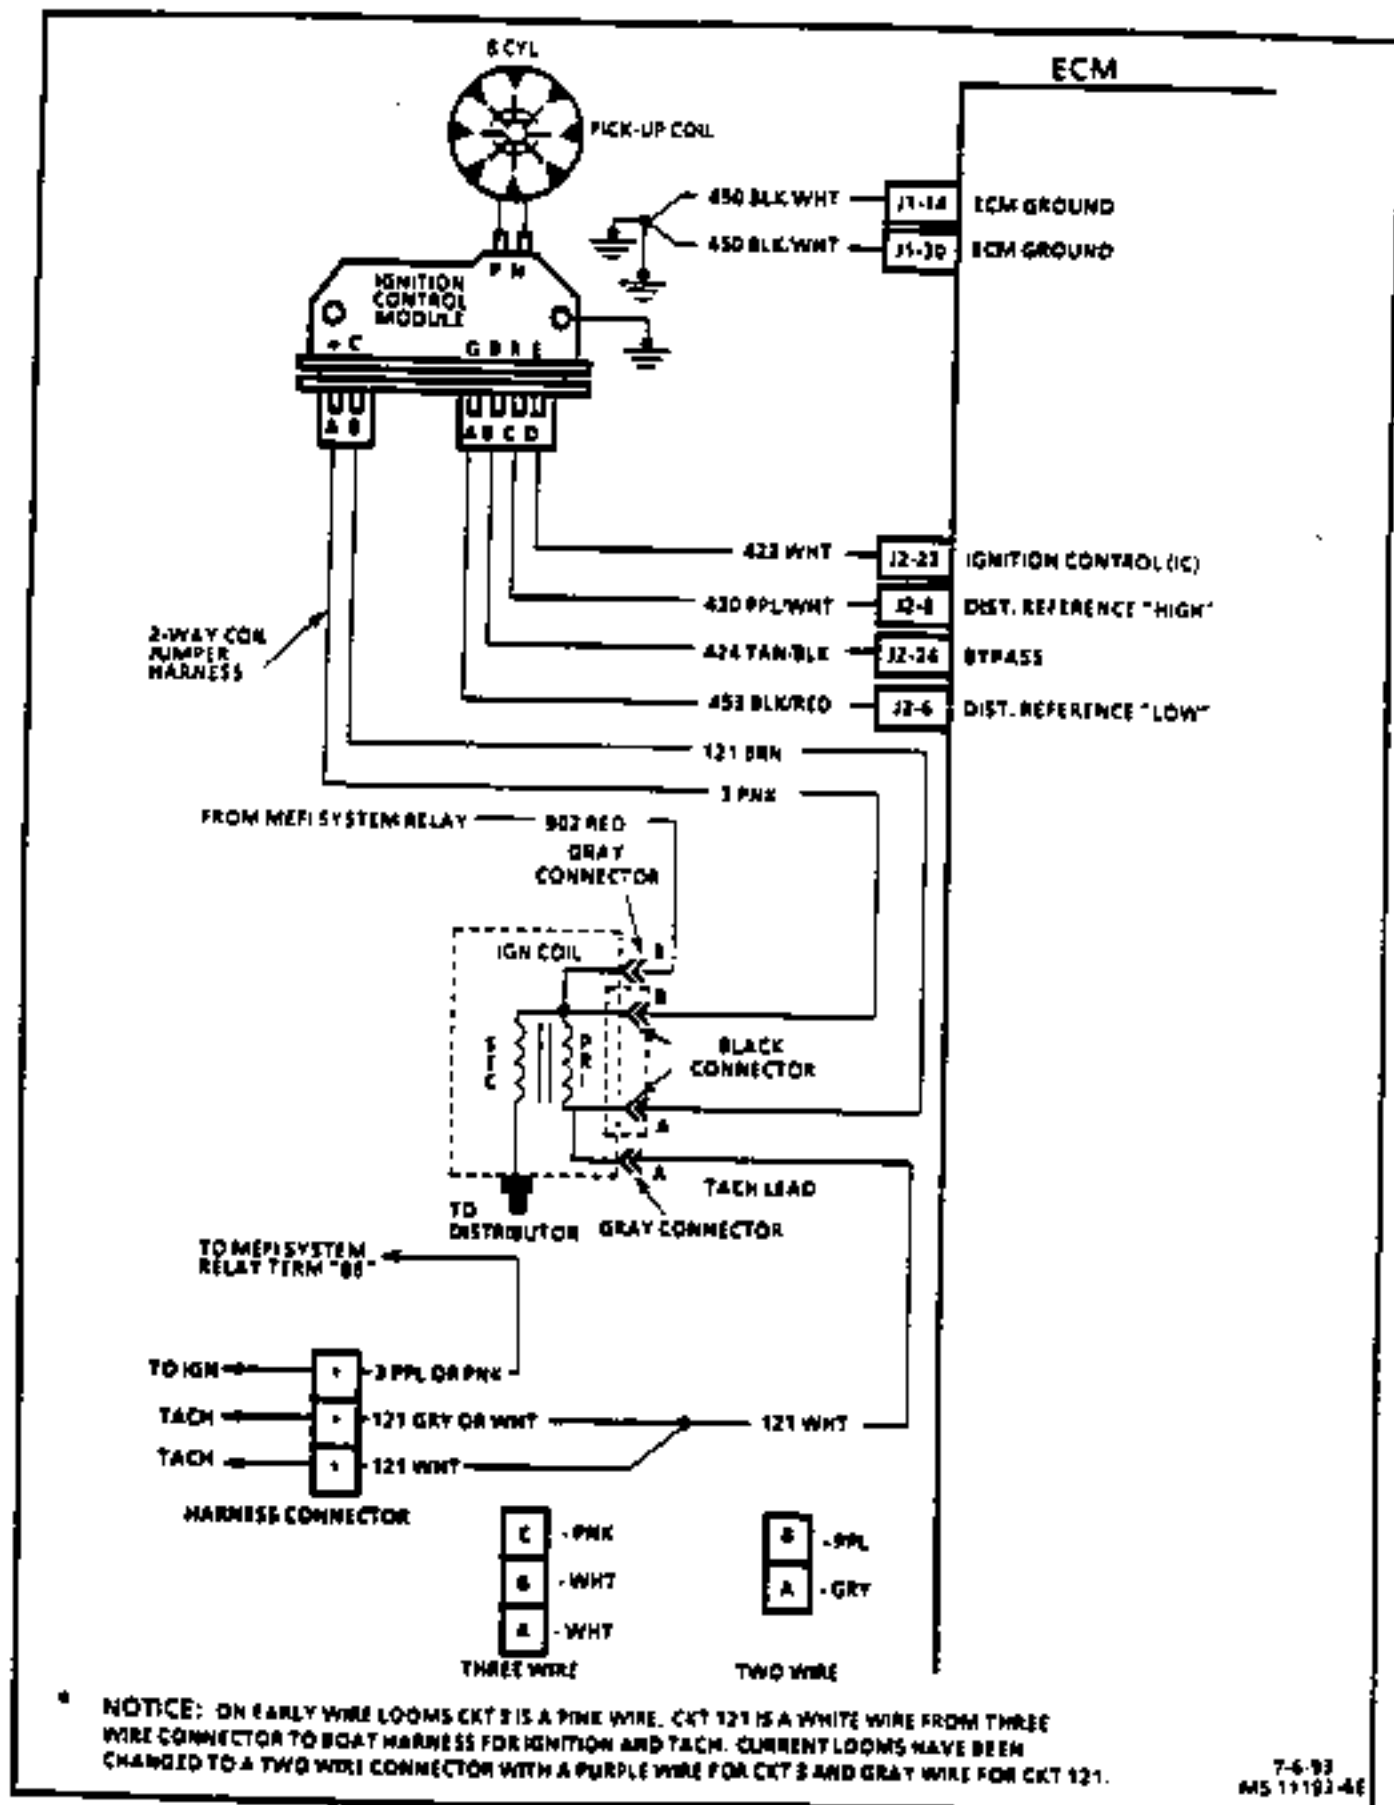 8 CYL
ECM
PICK-UP COIL
450 BLK/WHT
J1-14
ECM GROUND
450 BLK/WHT
J1-30
ECM GROUND
P N
IGNITION
CONTROL
MODULE
+ C
G B R E
A B
A B C D
423 WHT
J2-23
IGNITION CONTROL (IC)
430 PPL/WHT
J2-8
DIST. REFERENCE "HIGH"
2-WAY COIL
JUMPER
HARNESS
424 TAN/BLK
J2-24
BYPASS
453 BLK/RED
J2-6
DIST. REFERENCE "LOW"
121 BRN
3 PNK
FROM MEFI SYSTEM RELAY
902 RED
GRAY
CONNECTOR
IGN COIL
B
B
SEC
PRI
BLACK
CONNECTOR
A
A
TACH LEAD
TO
DISTRIBUTOR
GRAY CONNECTOR
TO MEFI SYSTEM
RELAY TERM "86"
TO IGN
*
3 PPL OR PNK
TACH
*
121 GRY OR WHT
121 WHT
TACH
*
121 WHT
HARNESS CONNECTOR
C
- PNK
B
- PPL
B
- WHT
A
- GRY
A
- WHT
THREE WIRE
TWO WIRE
* NOTICE: ON EARLY WIRE LOOMS CKT 3 IS A PINK WIRE. CKT 121 IS A WHITE WIRE FROM THREE
WIRE CONNECTOR TO BOAT HARNESS FOR IGNITION AND TACH. CURRENT LOOMS HAVE BEEN
CHANGED TO A TWO WIRE CONNECTOR WITH A PURPLE WIRE FOR CKT 3 AND GRAY WIRE FOR CKT 121.
7-6-93